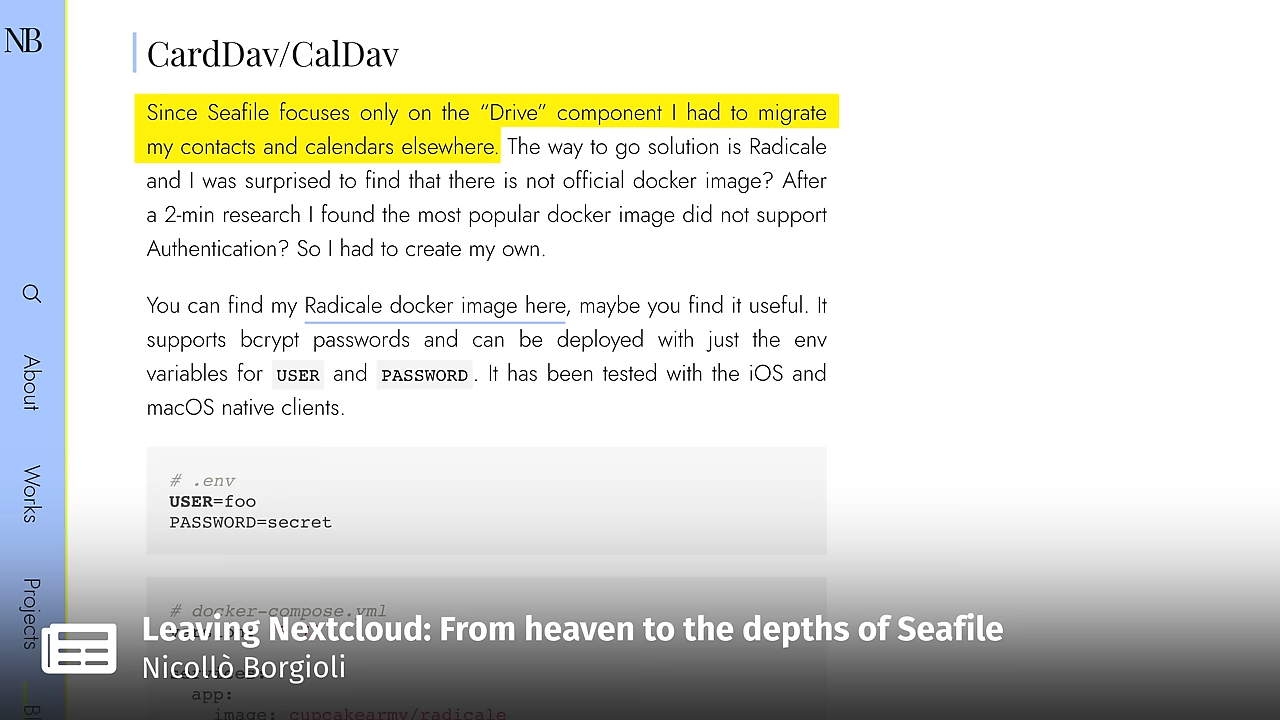 NB
CardDav/CalDav
Since Seafile focuses only on the “Drive” component I had to migrate
my contacts and calendars elsewhere. The way to go solution is Radicale
and I was surprised to find that there is not official docker image? After
a 2-min research I found the most popular docker image did not support
Authentication? So I had to create my own.
You can find my Radicale docker image here, maybe you find it useful. It
supports bcrypt passwords and can be deployed with just the env
variables for USER and PASSWORD. It has been tested with the iOS and
macOS native clients.
# .env
USER=foo
PASSWORD=secret
# docker-compose.yml
app:
image: cupcakearmy/radicale
About
Works
Projects
Leaving Nextcloud: From heaven to the depths of Seafile
Nicollò Borgioli